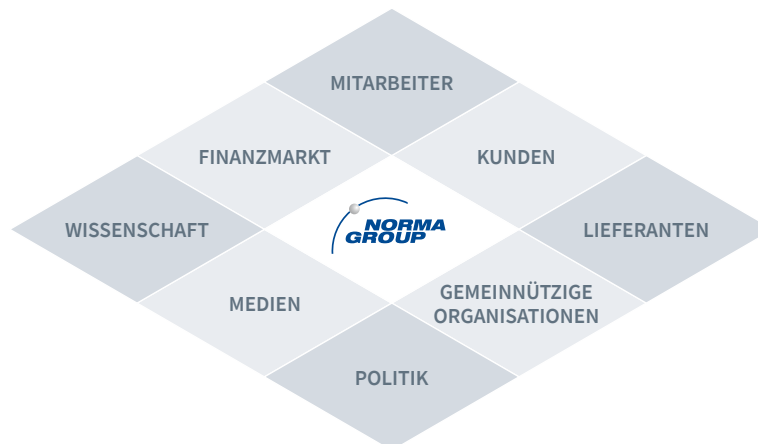 MITARBEITER
FINANZMARKT
KUNDEN
WISSENSCHAFT
NORMA
GROUP
LIEFERANTEN
MEDIEN
GEMEINNÜTZIGE
ORGANISATIONEN
POLITIK